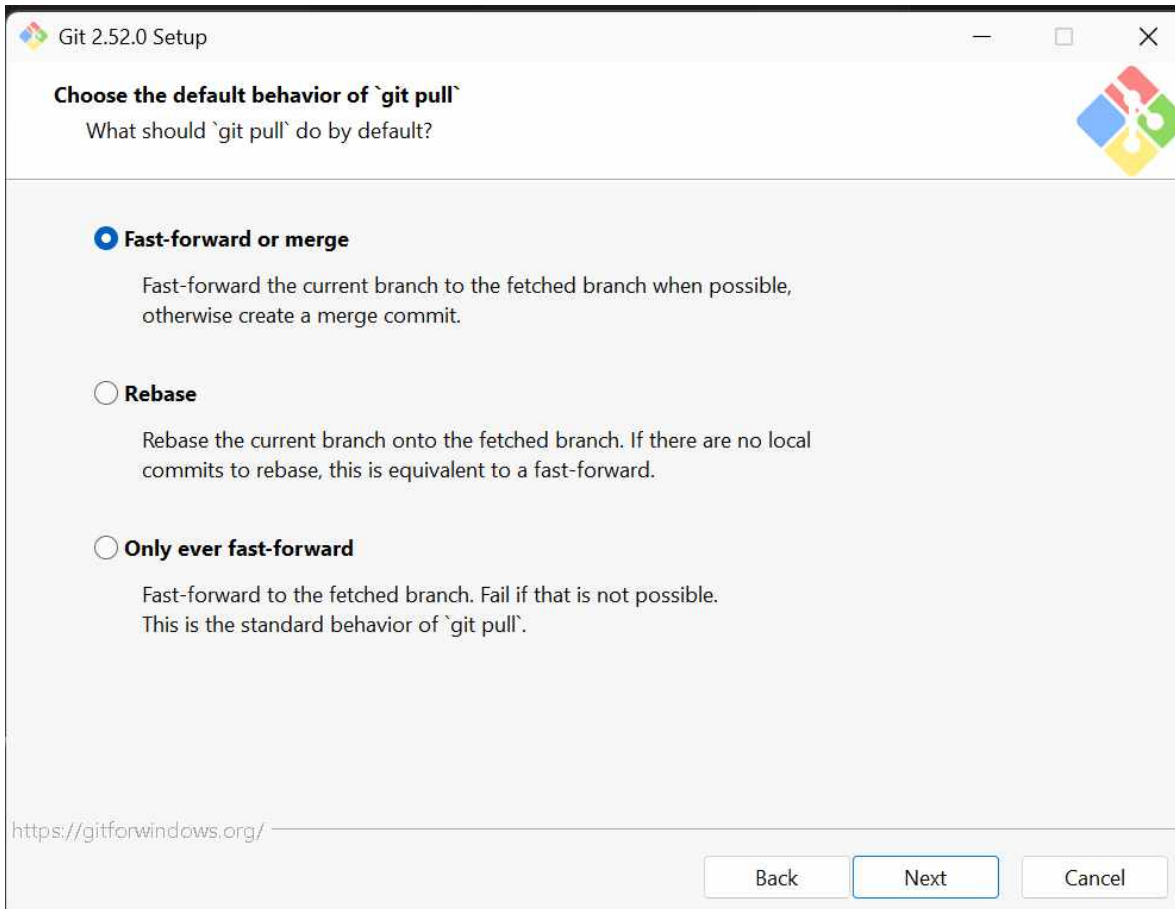 Git 2.52.0 Setup
Choose the default behavior of `git pull`
What should `git pull` do by default?
Fast-forward or merge
Fast-forward the current branch to the fetched branch when possible,
otherwise create a merge commit.
Rebase
Rebase the current branch onto the fetched branch. If there are no local
commits to rebase, this is equivalent to a fast-forward.
Only ever fast-forward
Fast-forward to the fetched branch. Fail if that is not possible.
This is the standard behavior of `git pull`.
https://gitforwindows.org/
Back Next Cancel